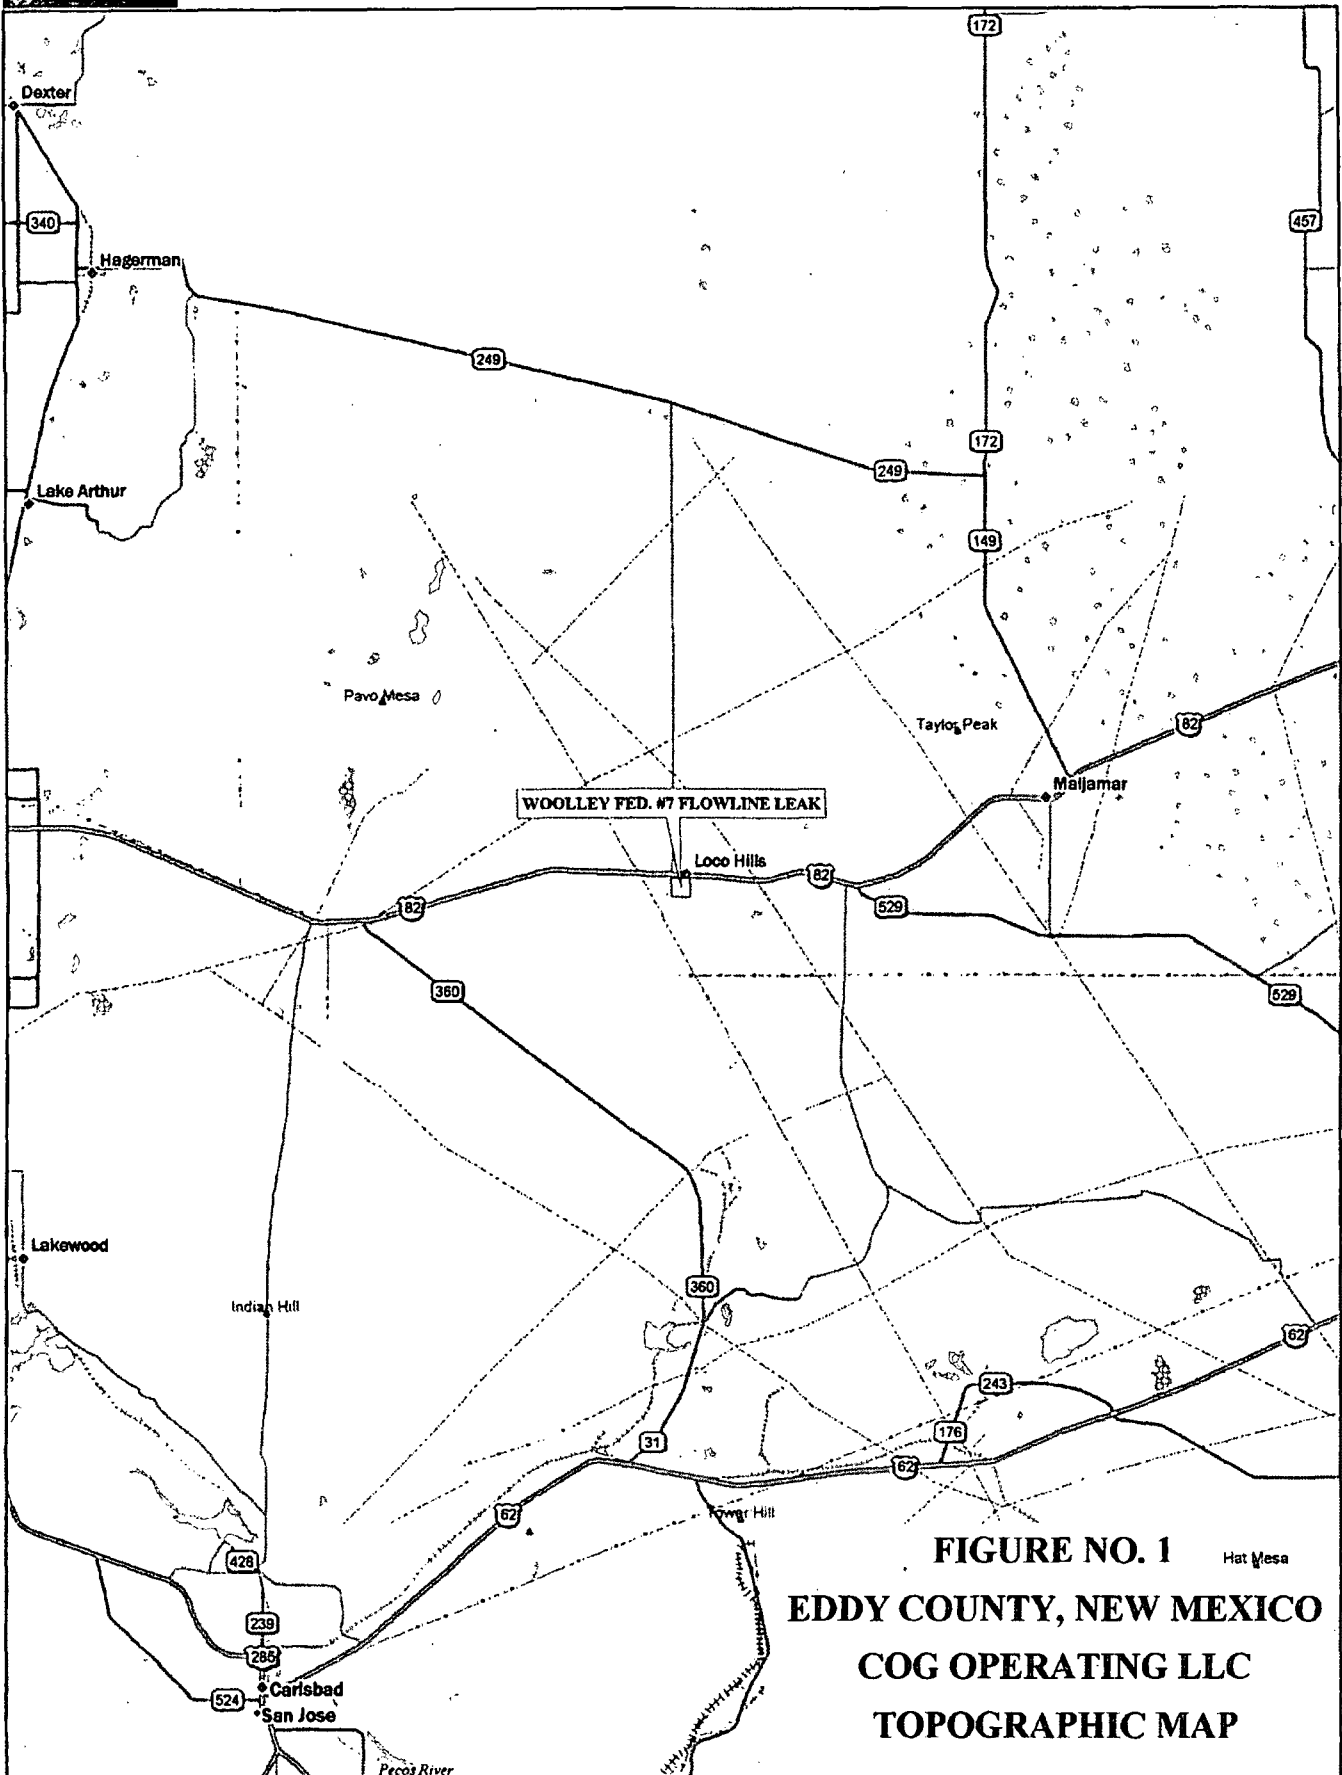 172
Dexter
340
457
Hagerman
249
172
249
Lake Arthur
149
Pavo Mesa
Taylor Peak
82
Maljamar
WOOLLEY FED. #7 FLOWLINE LEAK
Loco Hills
82
82
529
360
529
Lakewood
360
Indian Hill
62
243
176
31
62
62
Tower Hill
FIGURE NO. 1
Hat Mesa
428
EDDY COUNTY, NEW MEXICO
239
285
COG OPERATING LLC
Carlsbad
524
San Jose
TOPOGRAPHIC MAP
Pecos River